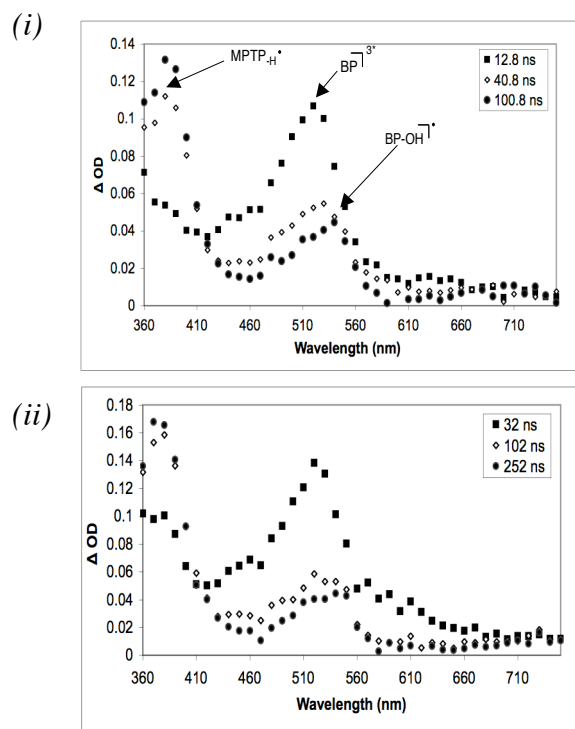 (i)
0.14
0.12
0.1
0.08
0.06
0.04
0.02
0
Δ OD
MPTP-H•
BP 3*
BP-OH•
12.8 ns
40.8 ns
100.8 ns
360 410 460 510 560 610 660 710
Wavelength (nm)
(ii)
0.18
0.16
0.14
0.12
0.1
0.08
0.06
0.04
0.02
0
Δ OD
32 ns
102 ns
252 ns
360 410 460 510 560 610 660 710
Wavelength (nm)